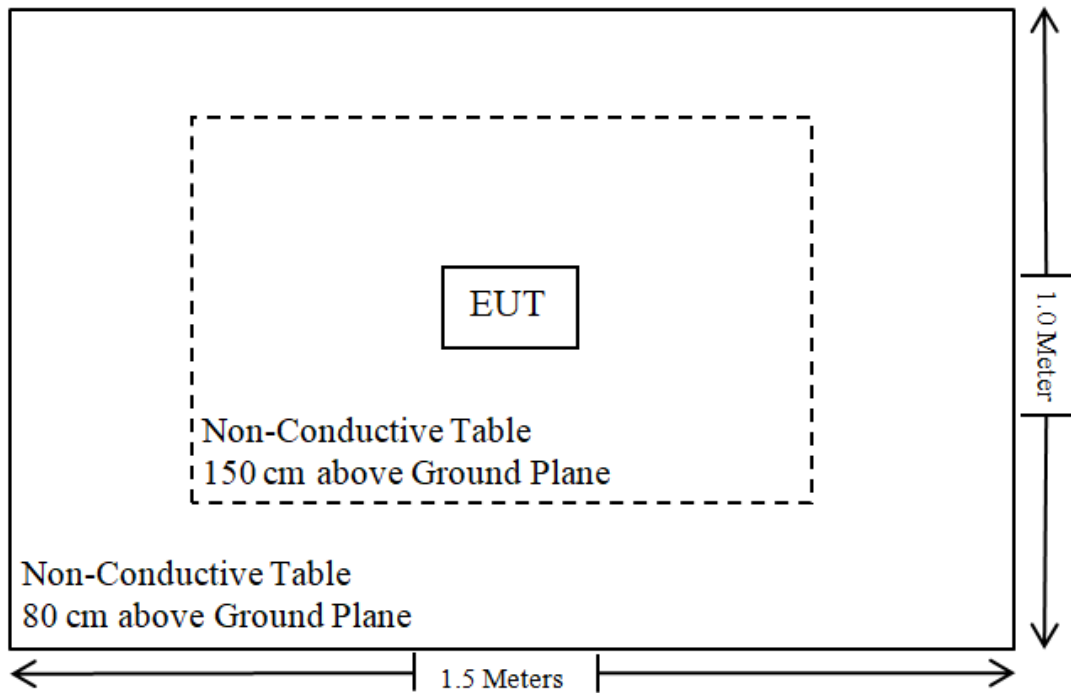 EUT
Non-Conductive Table
150 cm above Ground Plane
Non-Conductive Table
80 cm above Ground Plane
1.0 Meter
1.5 Meters